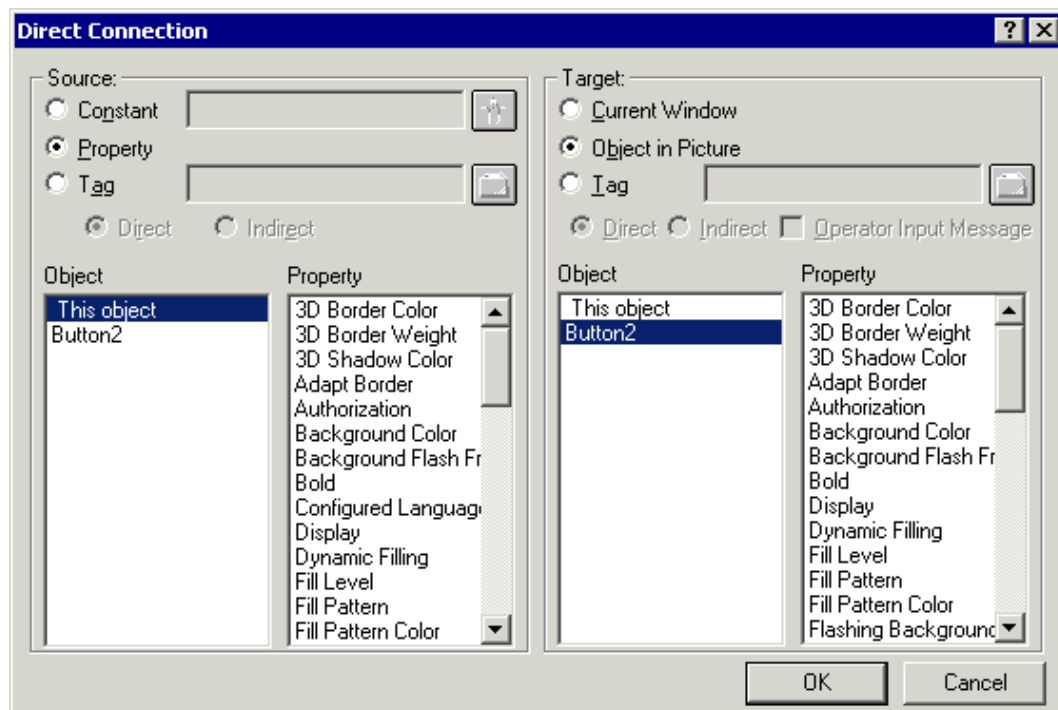 Direct Connection
Source:
Constant
Property
Tag
Direct Indirect
Object Property
This object
Button2
3D Border Color
3D Border Weight
3D Shadow Color
Adapt Border
Authorization
Background Color
Background Flash Fr
Bold
Configured Languag
Display
Dynamic Filling
Fill Level
Fill Pattern
Fill Pattern Color
Target:
Current Window
Object in Picture
Tag
Direct Indirect Operator Input Message
Object Property
This object
Button2
3D Border Color
3D Border Weight
3D Shadow Color
Adapt Border
Authorization
Background Color
Background Flash Fr
Bold
Display
Dynamic Filling
Fill Level
Fill Pattern
Fill Pattern Color
Flashing Background
OK Cancel